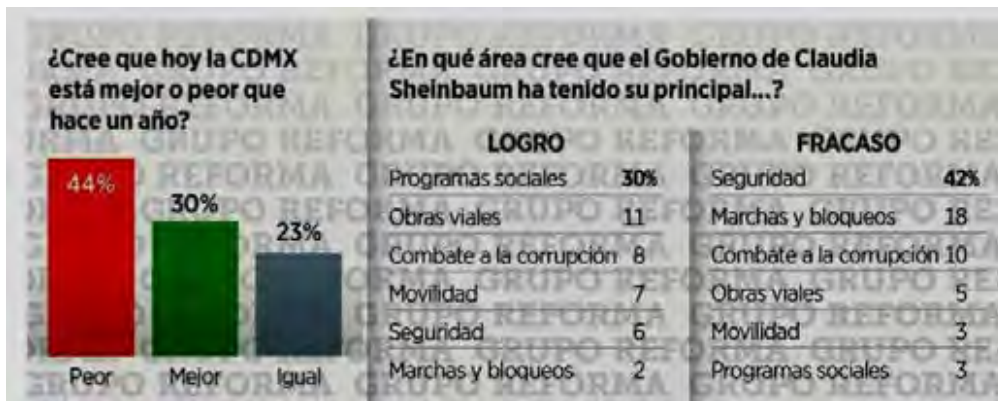 ¿Cree que hoy la CDMX
está mejor o peor que
hace un año?
44%
30%
23%
Peor Mejor Igual
¿En qué área cree que el Gobierno de Claudia
Sheinbaum ha tenido su principal...?
LOGRO
Programas sociales 30%
Obras viales 11
Combate a la corrupción 8
Movilidad 7
Seguridad 6
Marchas y bloqueos 2
FRACASO
Seguridad 42%
Marchas y bloqueos 18
Combate a la corrupción 10
Obras viales 5
Movilidad 3
Programas sociales 3
GRUPO REFORMA